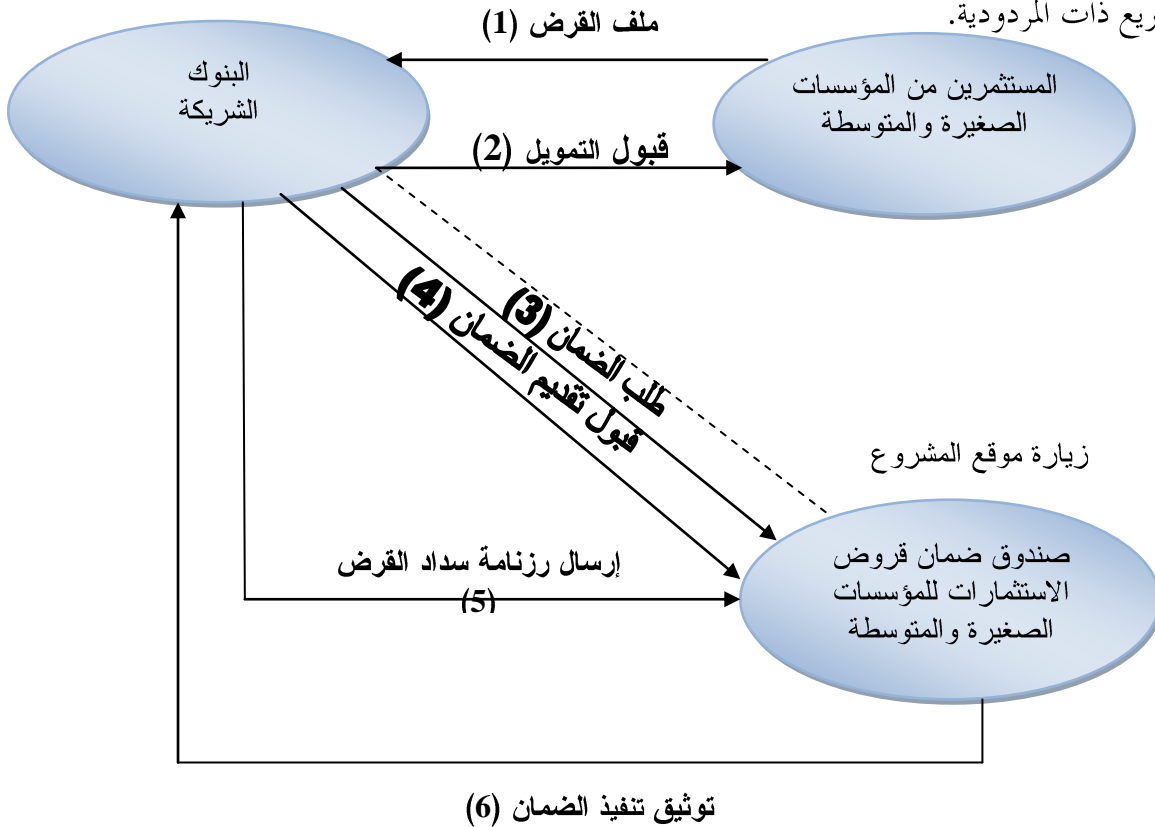 ريع ذات المردودية.
ملف القرض (1)
المستثمرين من المؤسسات
الصغيرة والمتوسطة
البنوك
الشريكة
قبول التمويل (2)
طلب الضمان (3)
قبول تقديم الضمان (4)
زيارة موقع المشروع
صندوق ضمان قروض
الاستثمارات للمؤسسات
الصغيرة والمتوسطة
إرسال رزنامة سداد القرض
(5)
توثيق تنفيذ الضمان (6)